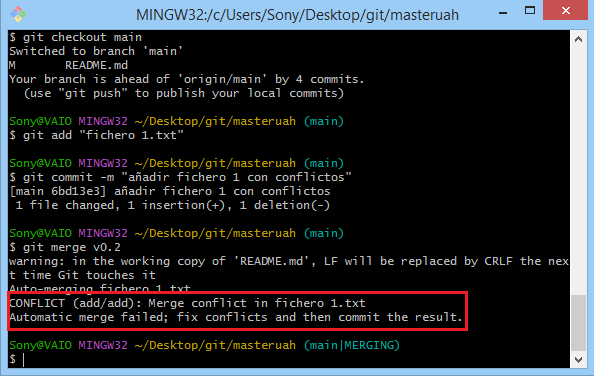 MINGW32:/c/Users/Sony/Desktop/git/masteruah
$ git checkout main
Switched to branch 'main'
M       README.md
Your branch is ahead of 'origin/main' by 4 commits.
  (use "git push" to publish your local commits)
Sony@VAIO MINGW32 ~/Desktop/git/masteruah (main)
$ git add "fichero 1.txt"
Sony@VAIO MINGW32 ~/Desktop/git/masteruah (main)
$ git commit -m "añadir fichero 1 con conflictos"
[main 6bd13e3] añadir fichero 1 con conflictos
 1 file changed, 1 insertion(+), 1 deletion(-)
Sony@VAIO MINGW32 ~/Desktop/git/masteruah (main)
$ git merge v0.2
warning: in the working copy of 'README.md', LF will be replaced by CRLF the nex
t time Git touches it
Auto-merging fichero 1.txt
CONFLICT (add/add): Merge conflict in fichero 1.txt
Automatic merge failed; fix conflicts and then commit the result.
Sony@VAIO MINGW32 ~/Desktop/git/masteruah (main|MERGING)
$